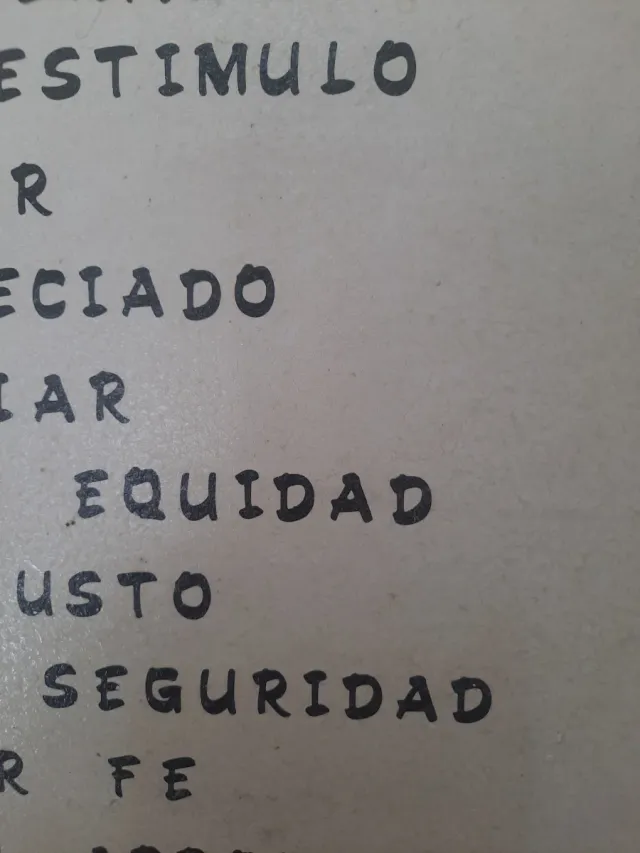 ESTIMULO
R
ECIADO
IAR
EQUIDAD
USTO
SEGURIDAD
R FE